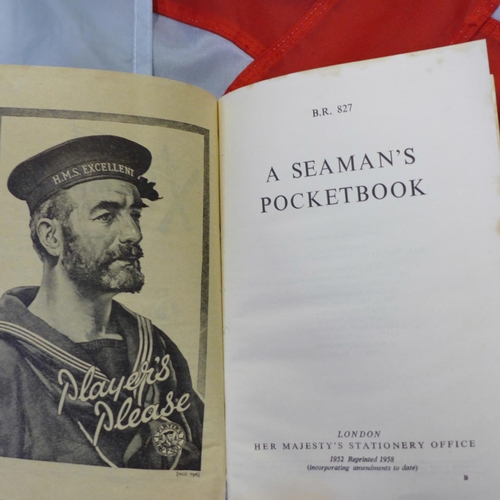 H.M.S. EXCELLENT
Player's
Please
B.R. 827
A SEAMAN'S
POCKETBOOK
LONDON
HER MAJESTY'S STATIONERY OFFICE
1952 Reprinted 1958
(incorporating amendments to date)
B